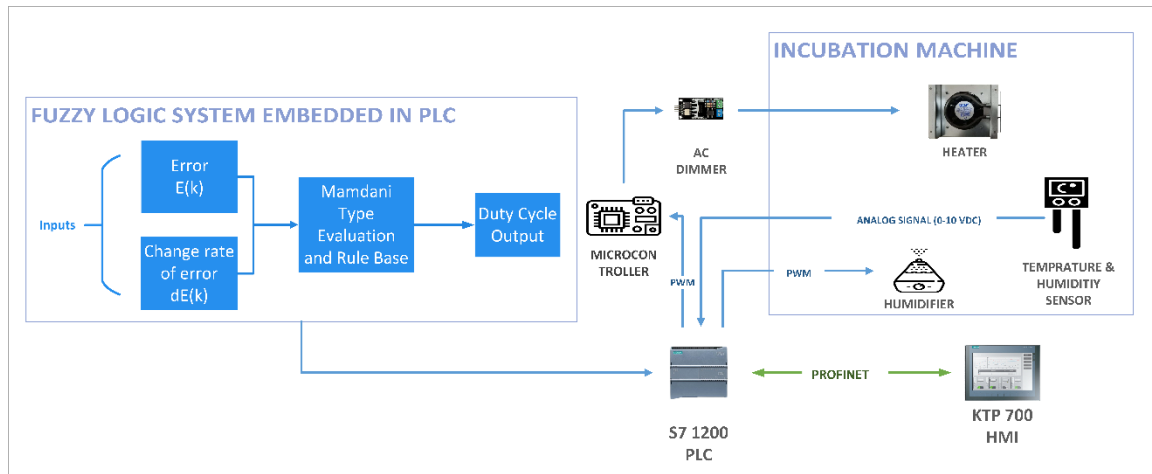 INCUBATION MACHINE
FUZZY LOGIC SYSTEM EMBEDDED IN PLC
Inputs
Error
E(k)
Change rate
of error
dE(k)
Mamdani
Type
Evaluation
and Rule Base
Duty Cycle
Output
MICROCON
TROLLER
AC
DIMMER
HEATER
ANALOG SIGNAL (0-10 VDC)
TEMPRATURE &
HUMIDITIY
SENSOR
PWM
PWM
HUMIDIFIER
S7 1200
PLC
PROFINET
KTP 700
HMI